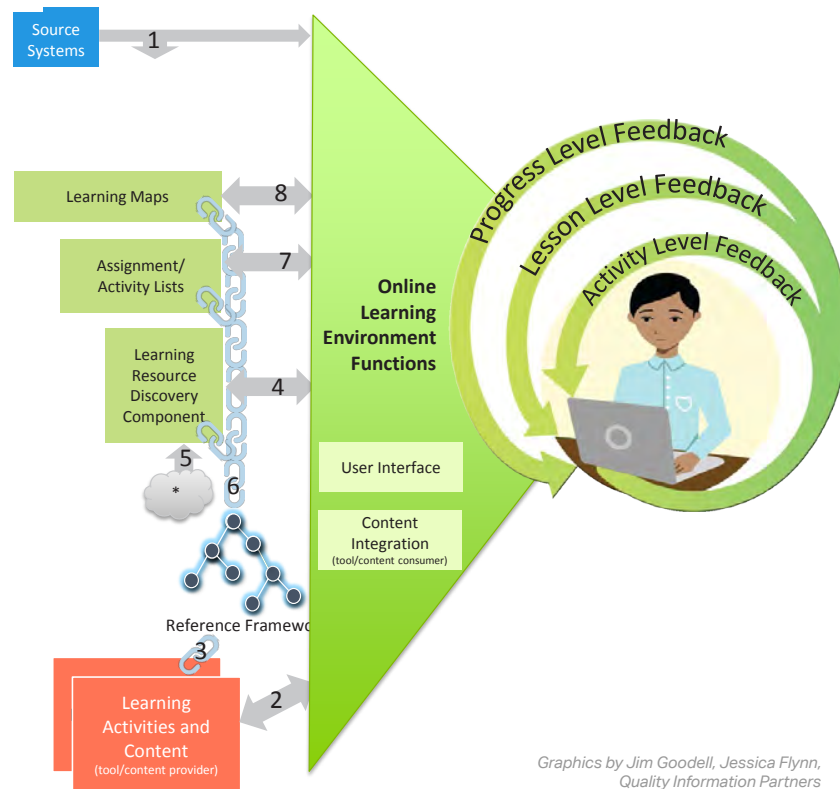 Source
Systems
1
Progress Level Feedback
Lesson Level Feedback
Activity Level Feedback
Learning Maps
8
Assignment/
Activity Lists
7
Online
Learning
Environment
Functions
Learning
Resource
Discovery
Component
4
5
*
6
User Interface
Content
Integration
(tool/content consumer)
Reference Framew
3
Learning
Activities and
Content
(tool/content provider)
2
Graphics by Jim Goodell, Jessica Flynn,
Quality Information Partners